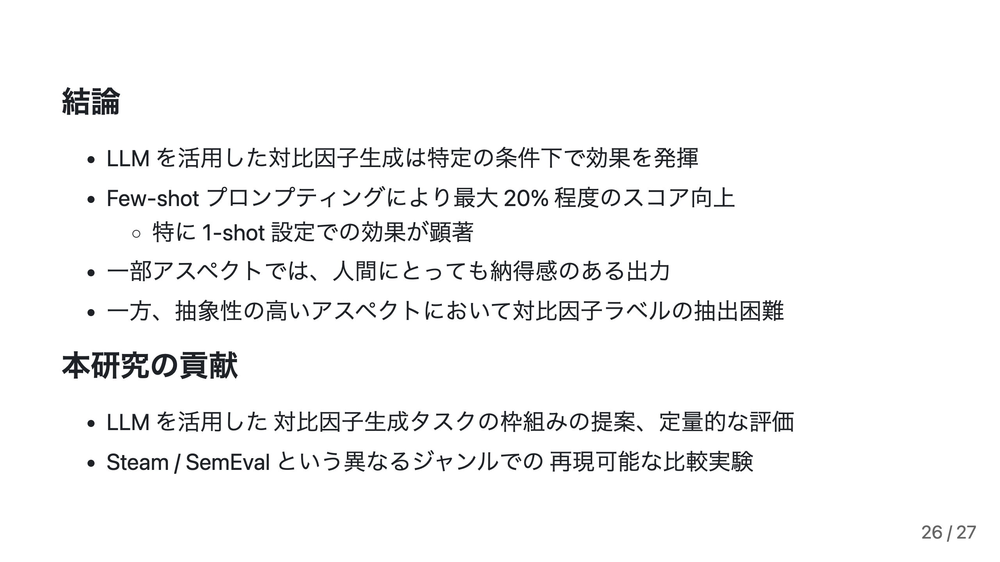 結論
• LLM を活用した対比因子生成は特定の条件下で効果を発揮
• Few-shot プロンプティングにより最大 20% 程度のスコア向上
○ 特に 1-shot 設定での効果が顕著
• 一部アスペクトでは、人間にとっても納得感のある出力
• 一方、抽象性の高いアスペクトにおいて対比因子ラベルの抽出困難
本研究の貢献
• LLM を活用した 対比因子生成タスクの枠組みの提案、定量的な評価
• Steam / SemEval という異なるジャンルでの 再現可能な比較実験
26 / 27